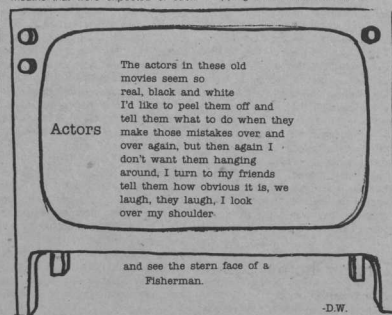 Actors
The actors in these old
movies seem so
real, black and white
I'd like to peel them off and
tell them what to do when they
make those mistakes over and
over again, but then again I
don't want them hanging
around, I turn to my friends
tell them how obvious it is, we
laugh, they laugh, I look
over my shoulder
and see the stern face of a
Fisherman.
-D.W.